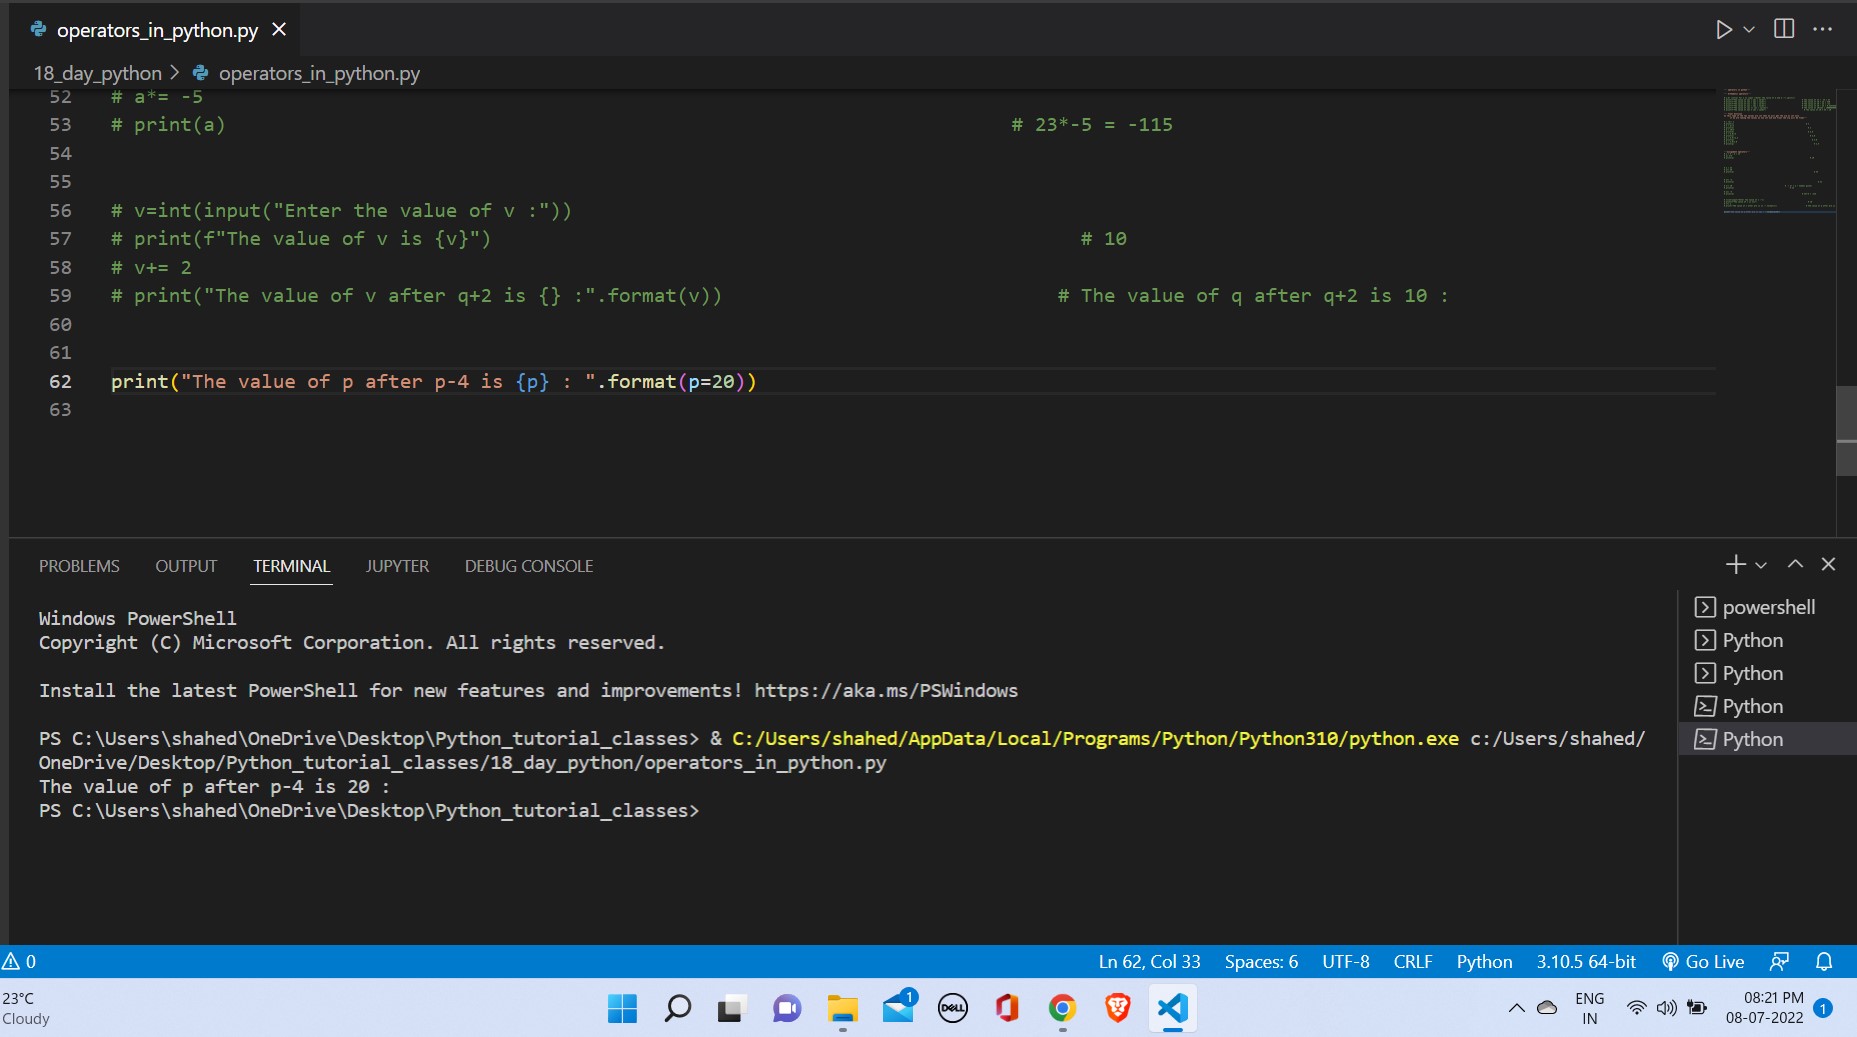 operators_in_python.py
18_day_python > operators_in_python.py
52 # a*= -5
53 # print(a) # 23*-5 = -115
54
55
56 # v=int(input("Enter the value of v :"))
57 # print(f"The value of v is {v}") # 10
58 # v+= 2
59 # print("The value of v after q+2 is {} :".format(v)) # The value of q after q+2 is 10 :
60
61
62 print("The value of p after p-4 is {p} : ".format(p=20))
63
PROBLEMS OUTPUT TERMINAL JUPYTER DEBUG CONSOLE
Windows PowerShell
Copyright (C) Microsoft Corporation. All rights reserved.
Install the latest PowerShell for new features and improvements! https://aka.ms/PSWindows
PS C:\Users\shahed\OneDrive\Desktop\Python_tutorial_classes> & C:/Users/shahed/AppData/Local/Programs/Python/Python310/python.exe c:/Users/shahed/
OneDrive/Desktop/Python_tutorial_classes/18_day_python/operators_in_python.py
The value of p after p-4 is 20 :
PS C:\Users\shahed\OneDrive\Desktop\Python_tutorial_classes>
powershell
Python
Python
Python
Python
0 Ln 62, Col 33 Spaces: 6 UTF-8 CRLF Python 3.10.5 64-bit Go Live
23°C
Cloudy
1
DELL
ENG
IN
08:21 PM
08-07-2022
1